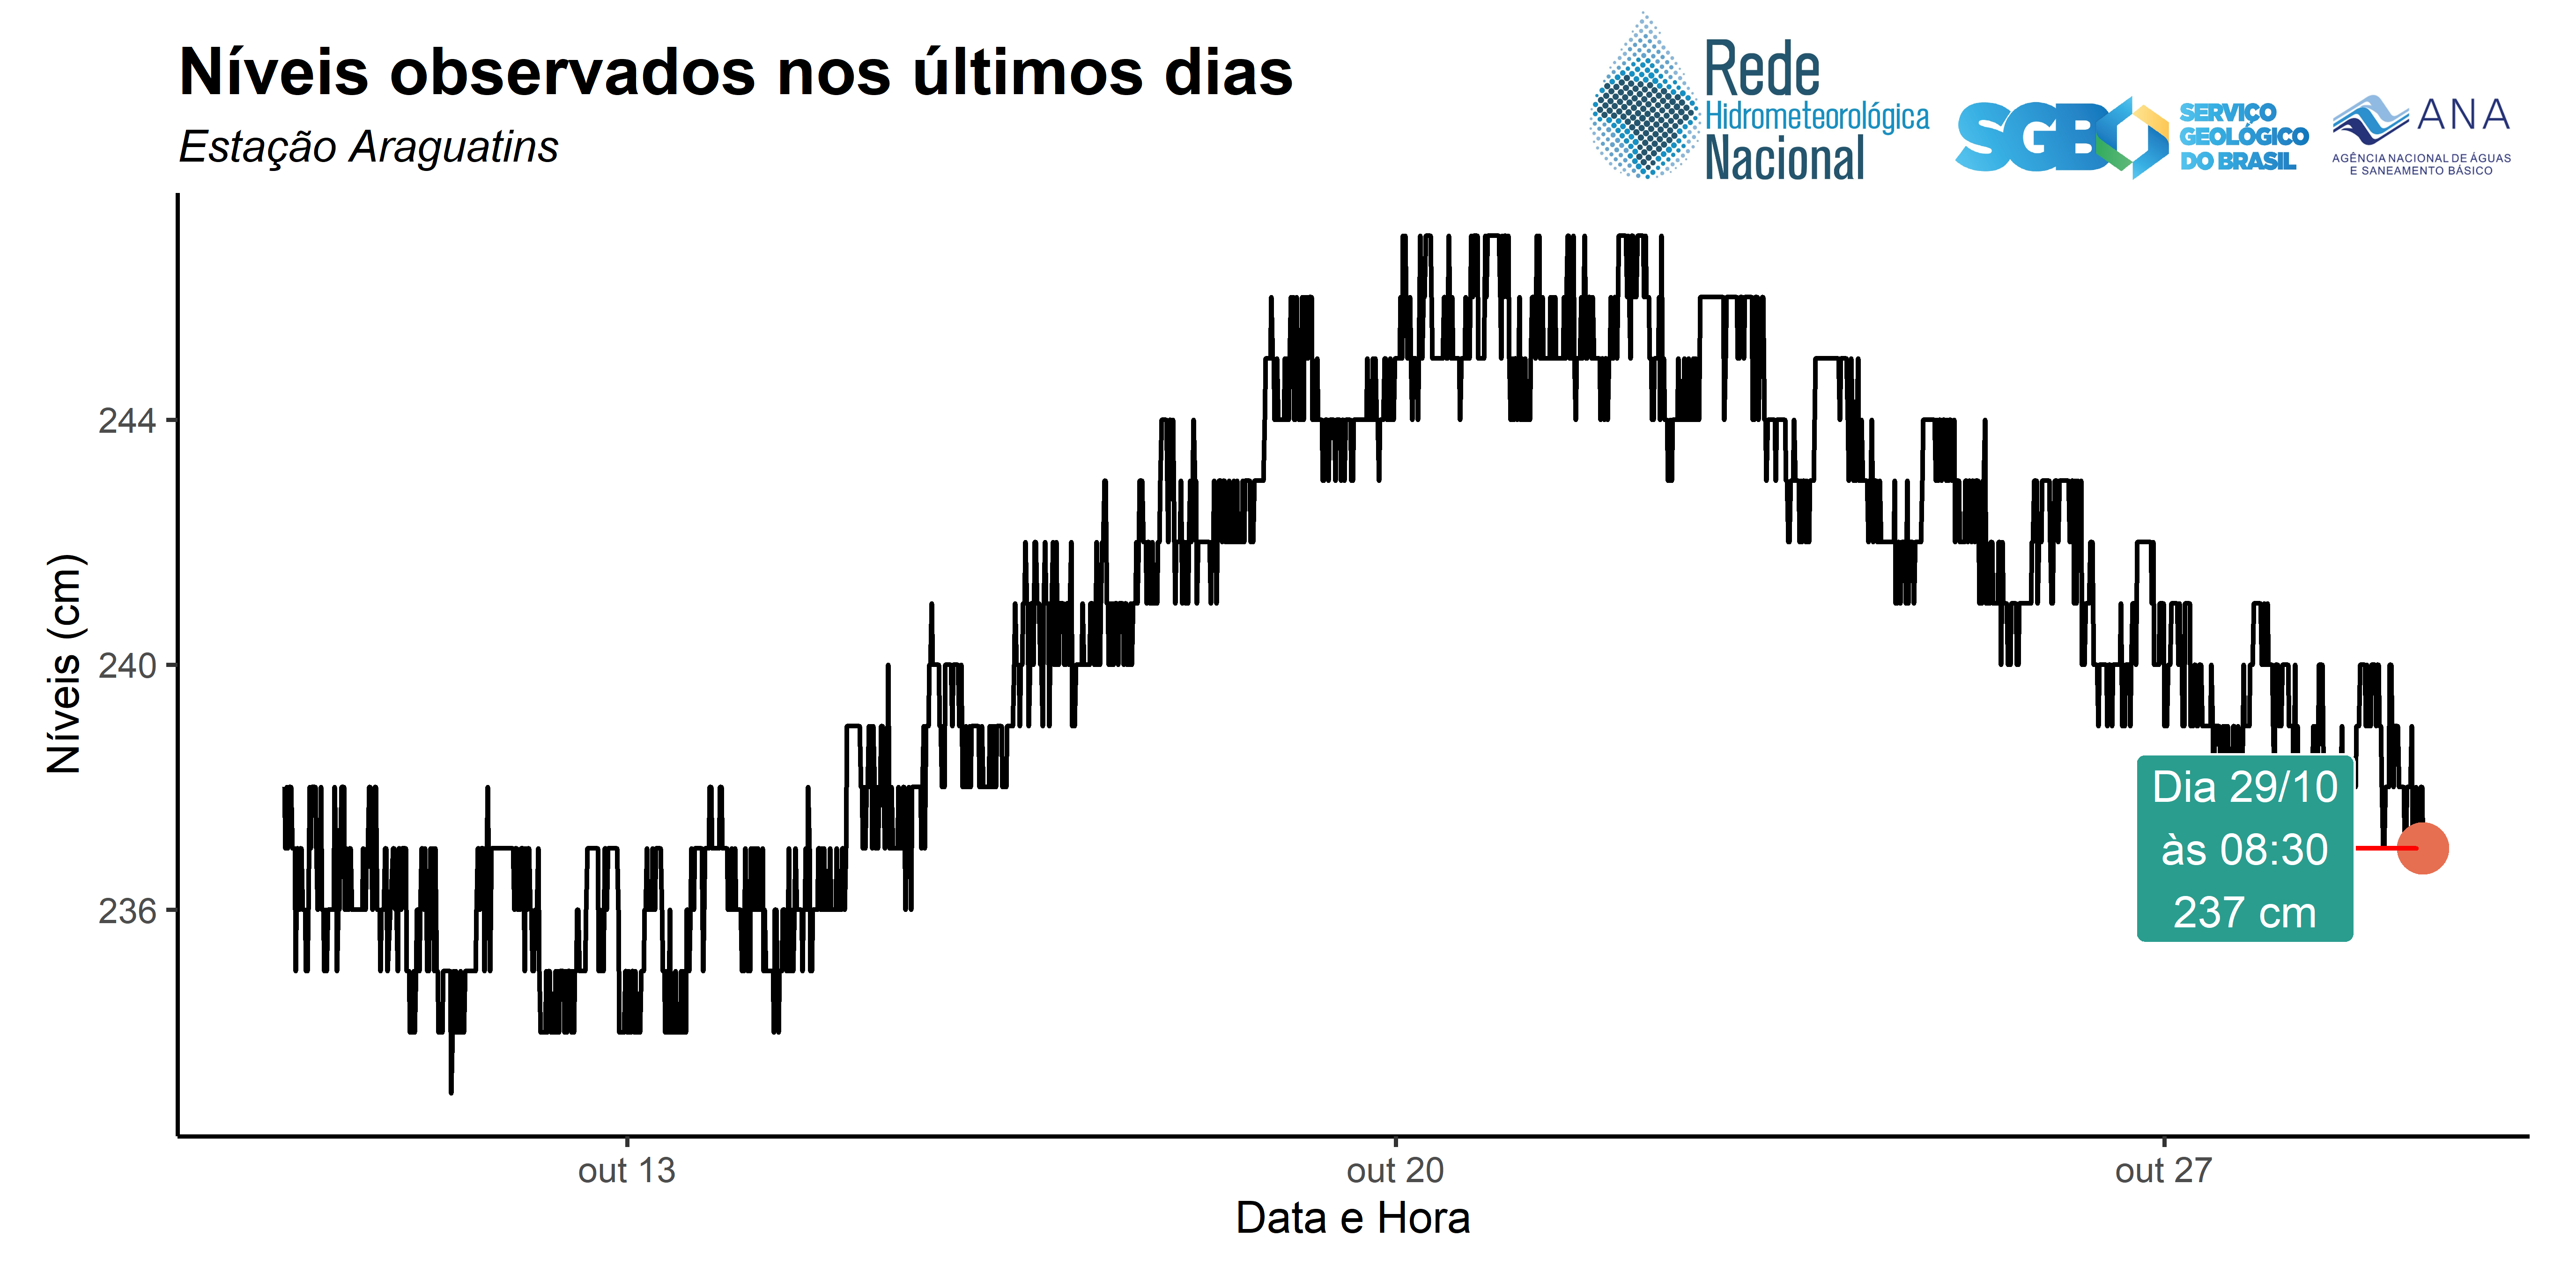 Níveis observados nos últimos dias
Estação Araguatins
Rede
Hidrometeorológica
Nacional
SGB
SERVIÇO
GEOLÓGICO
DO BRASIL
ANA
AGÊNCIA NACIONAL DE ÁGUAS
E SANEAMENTO BÁSICO
Níveis (cm)
244
240
236
Dia 29/10
às 08:30
237 cm
out 13
out 20
out 27
Data e Hora